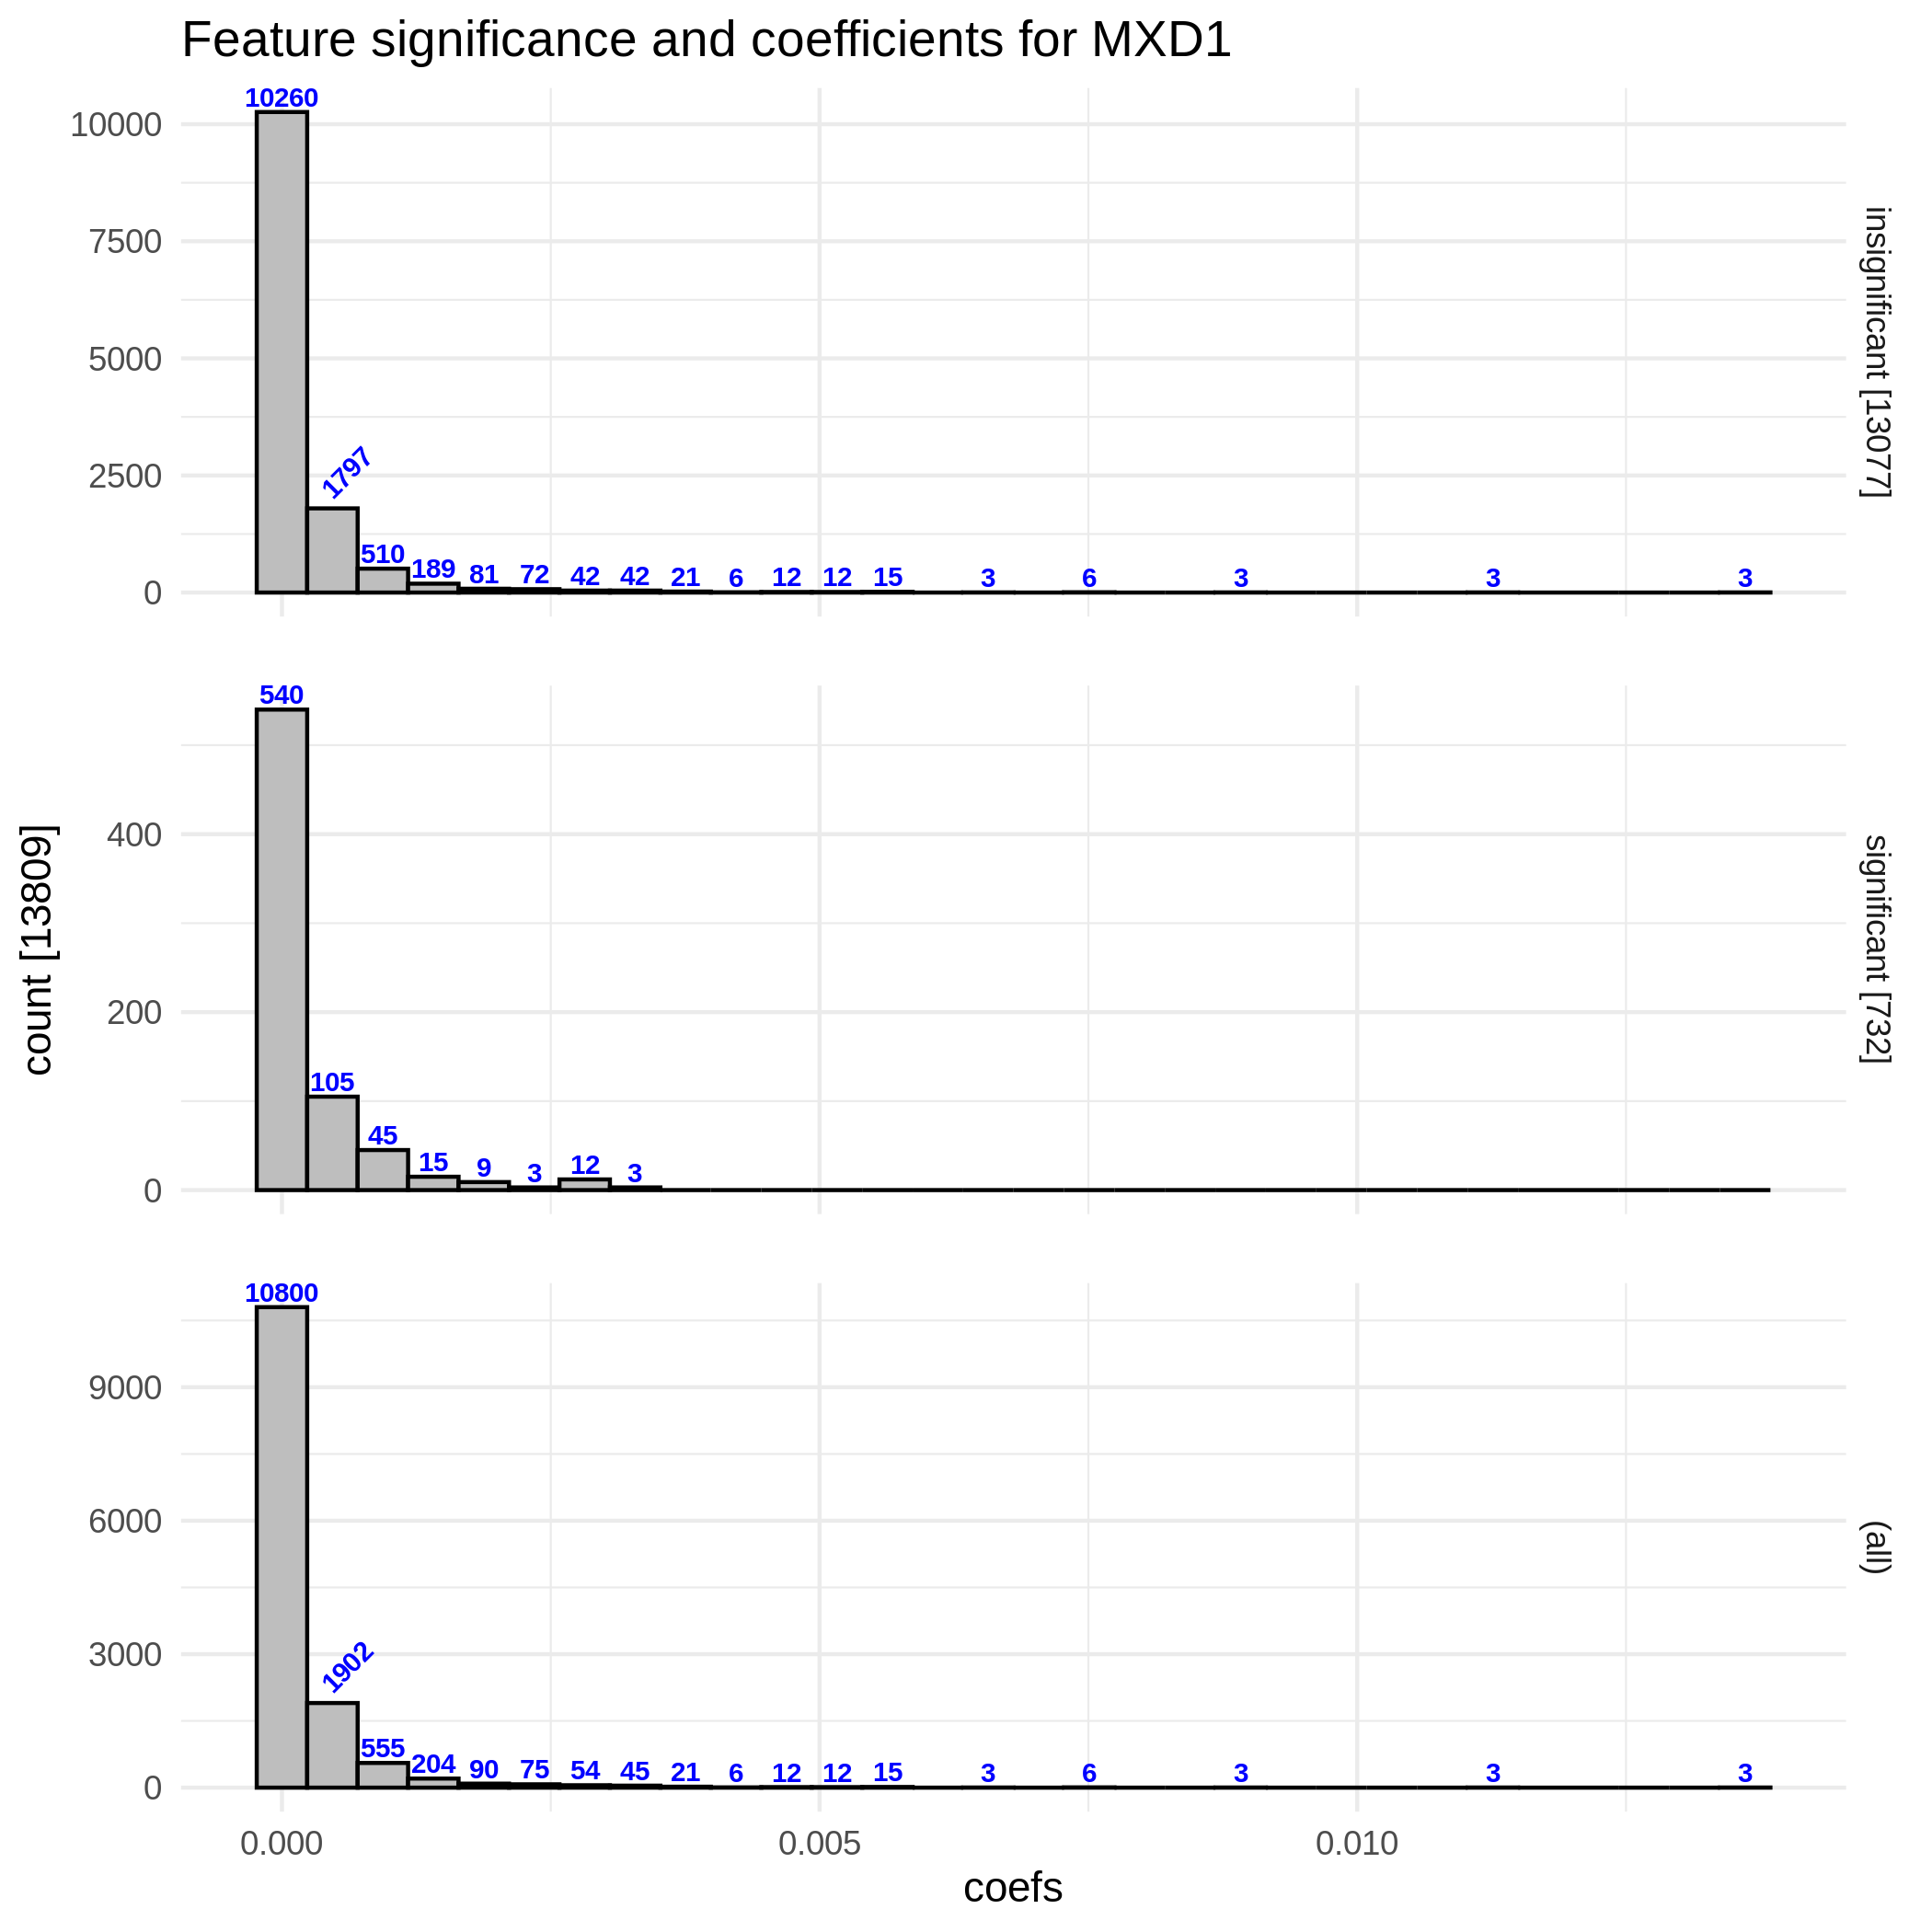 Feature significance and coefficients for MXD1
10260
10000
7500
5000
2500
0
1797
510 189 81 72 42 42 21 6 12 12 15 3 6 3 3 3
insignificant [13077]
540
400
200
0
105
45
15 9 3 12 3
significant [732]
count [13809]
10800
9000
6000
3000
0
1902
555 204 90 75 54 45 21 6 12 12 15 3 6 3 3 3
(all)
0.000 0.005 0.010
coefs